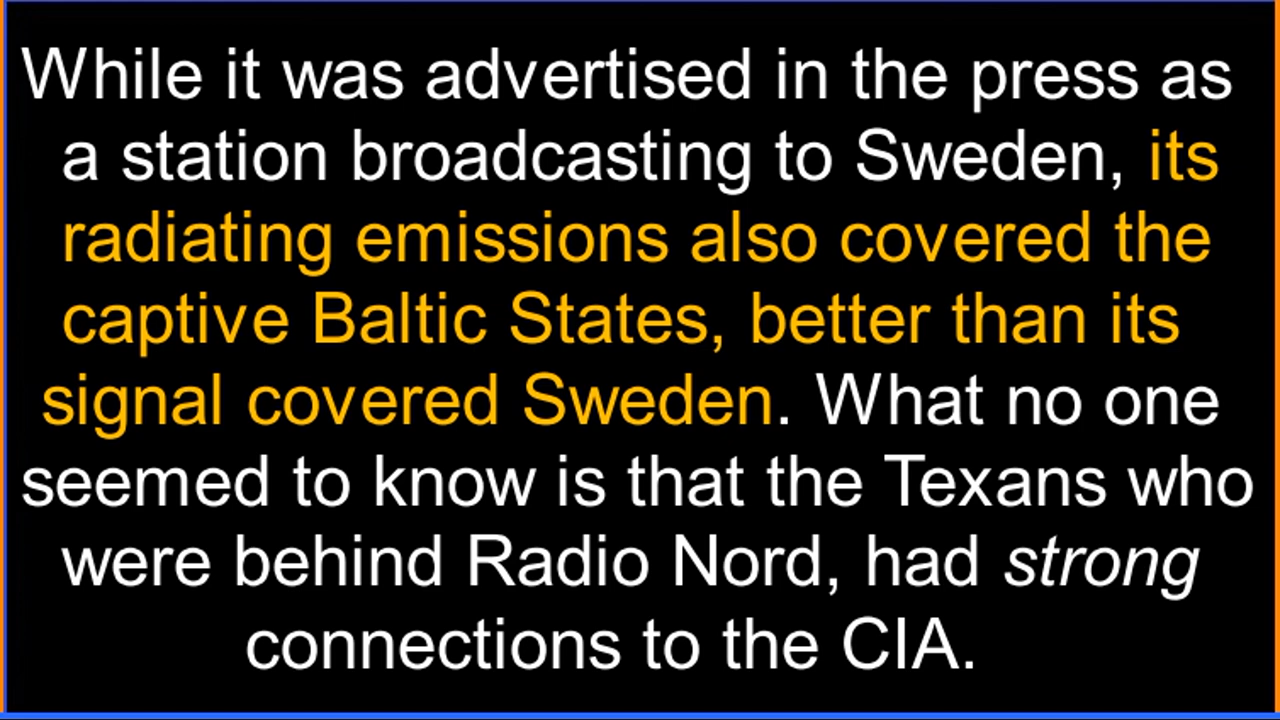 While it was advertised in the press as
a station broadcasting to Sweden, its
radiating emissions also covered the
captive Baltic States, better than its
signal covered Sweden. What no one
seemed to know is that the Texans who
were behind Radio Nord, had strong
connections to the CIA.